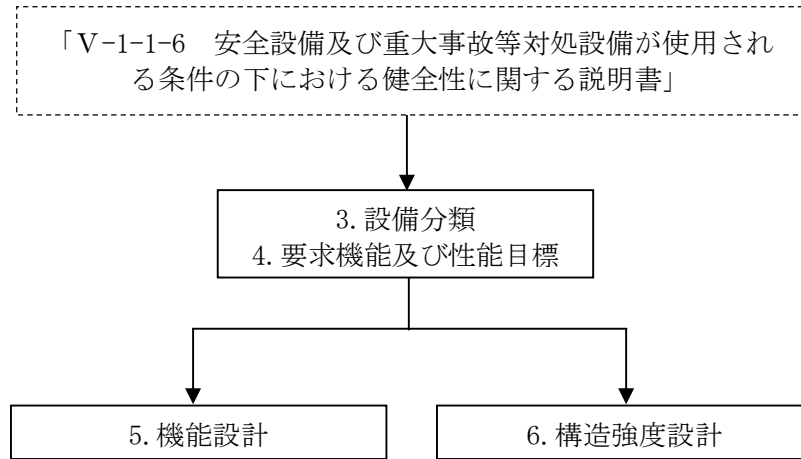 「Ⅴ-1-1-6 安全設備及び重大事故等対処設備が使用され
る条件の下における健全性に関する説明書」
3.設備分類
4.要求機能及び性能目標
5.機能設計
6.構造強度設計